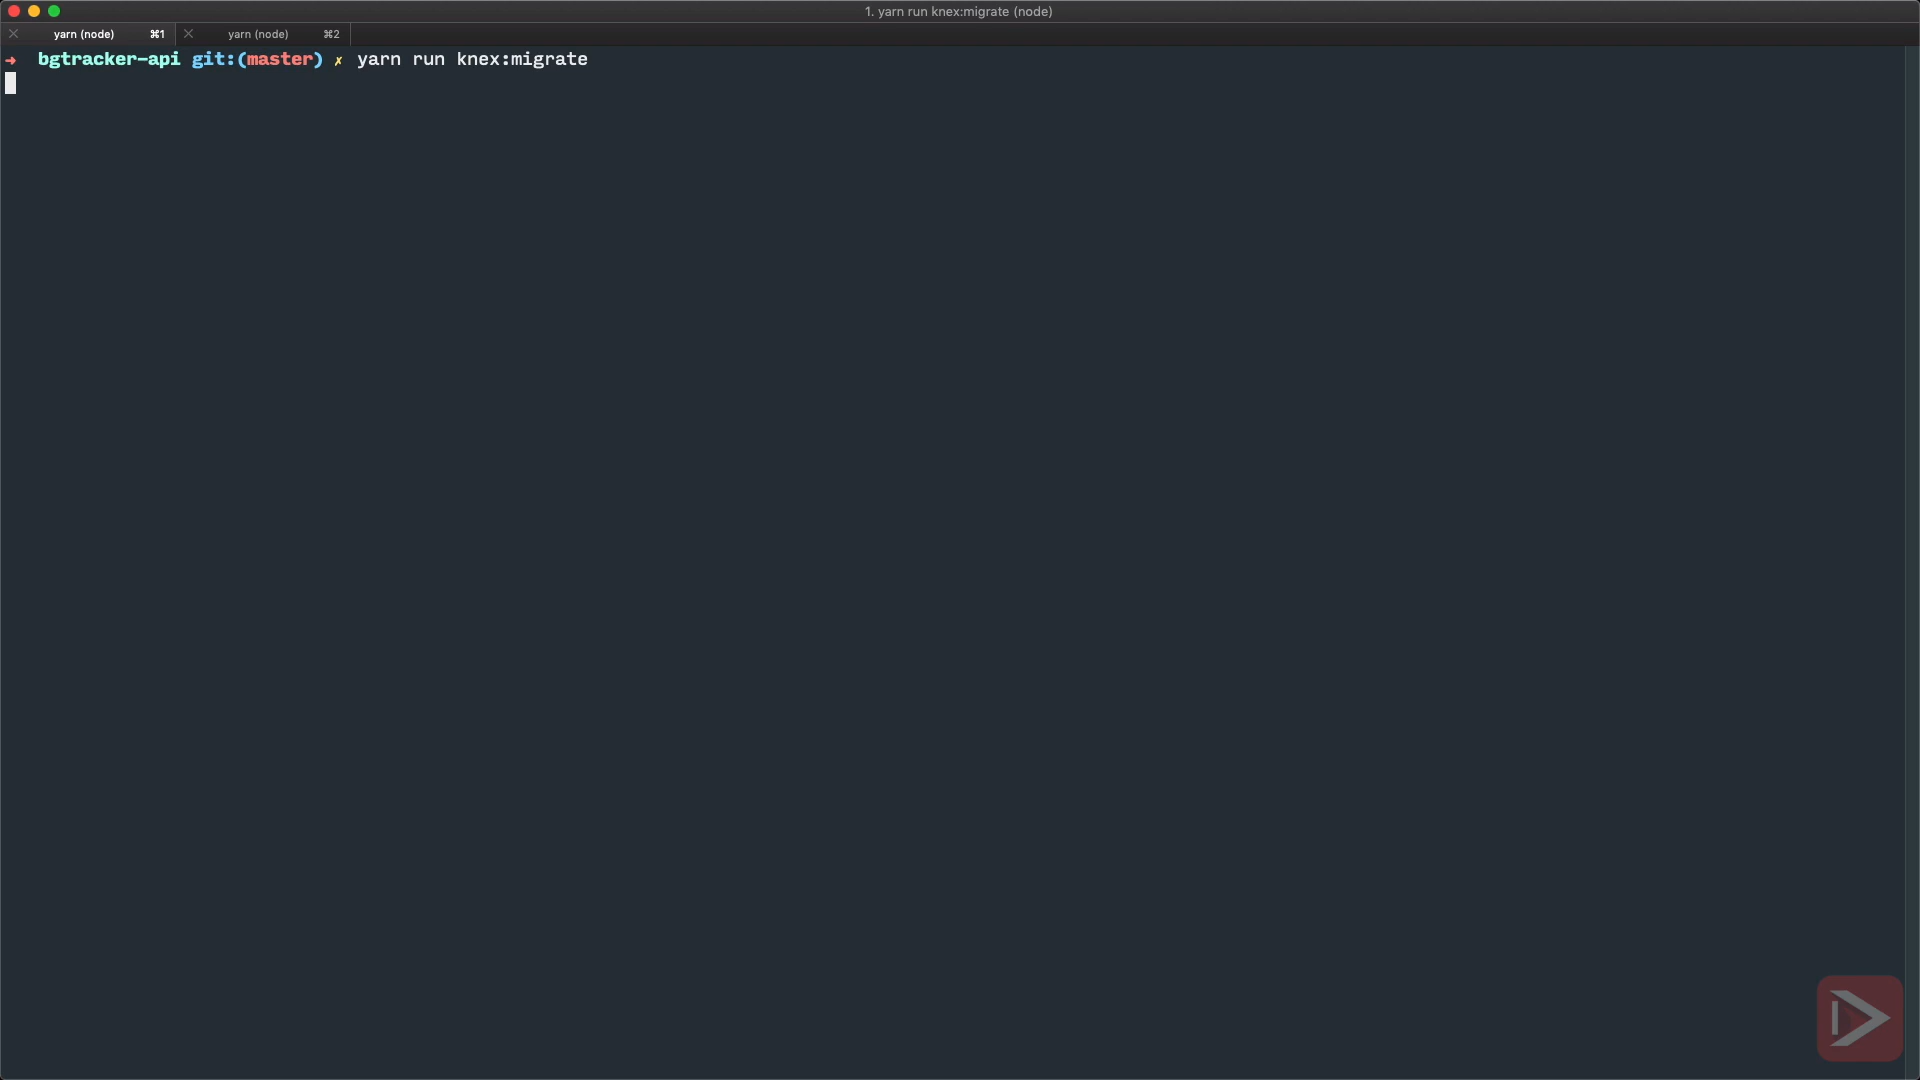 1. yarn run knex:migrate (node)
yarn (node) ⌘1 yarn (node) ⌘2
➜ bgtracker-api git:(master) ✗ yarn run knex:migrate